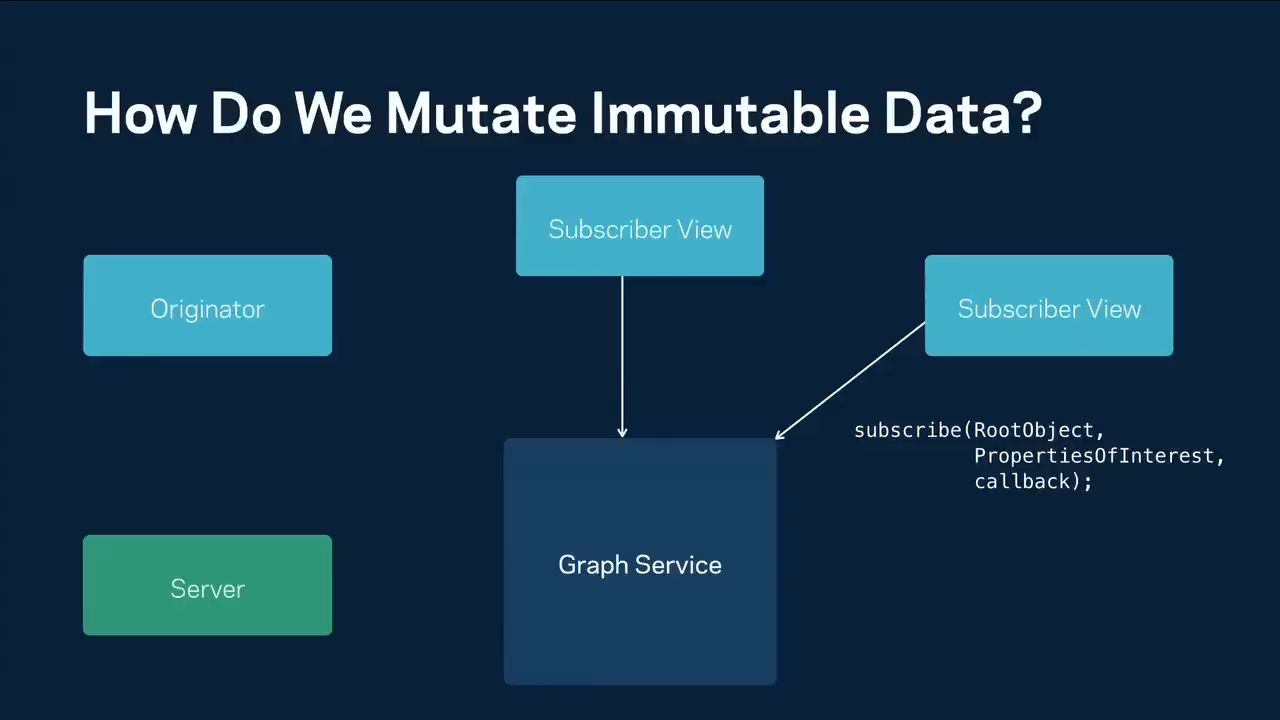 How Do We Mutate Immutable Data?
Subscriber View
Originator
Subscriber View
subscribe(RootObject,
PropertiesOfInterest,
callback);
Graph Service
Server